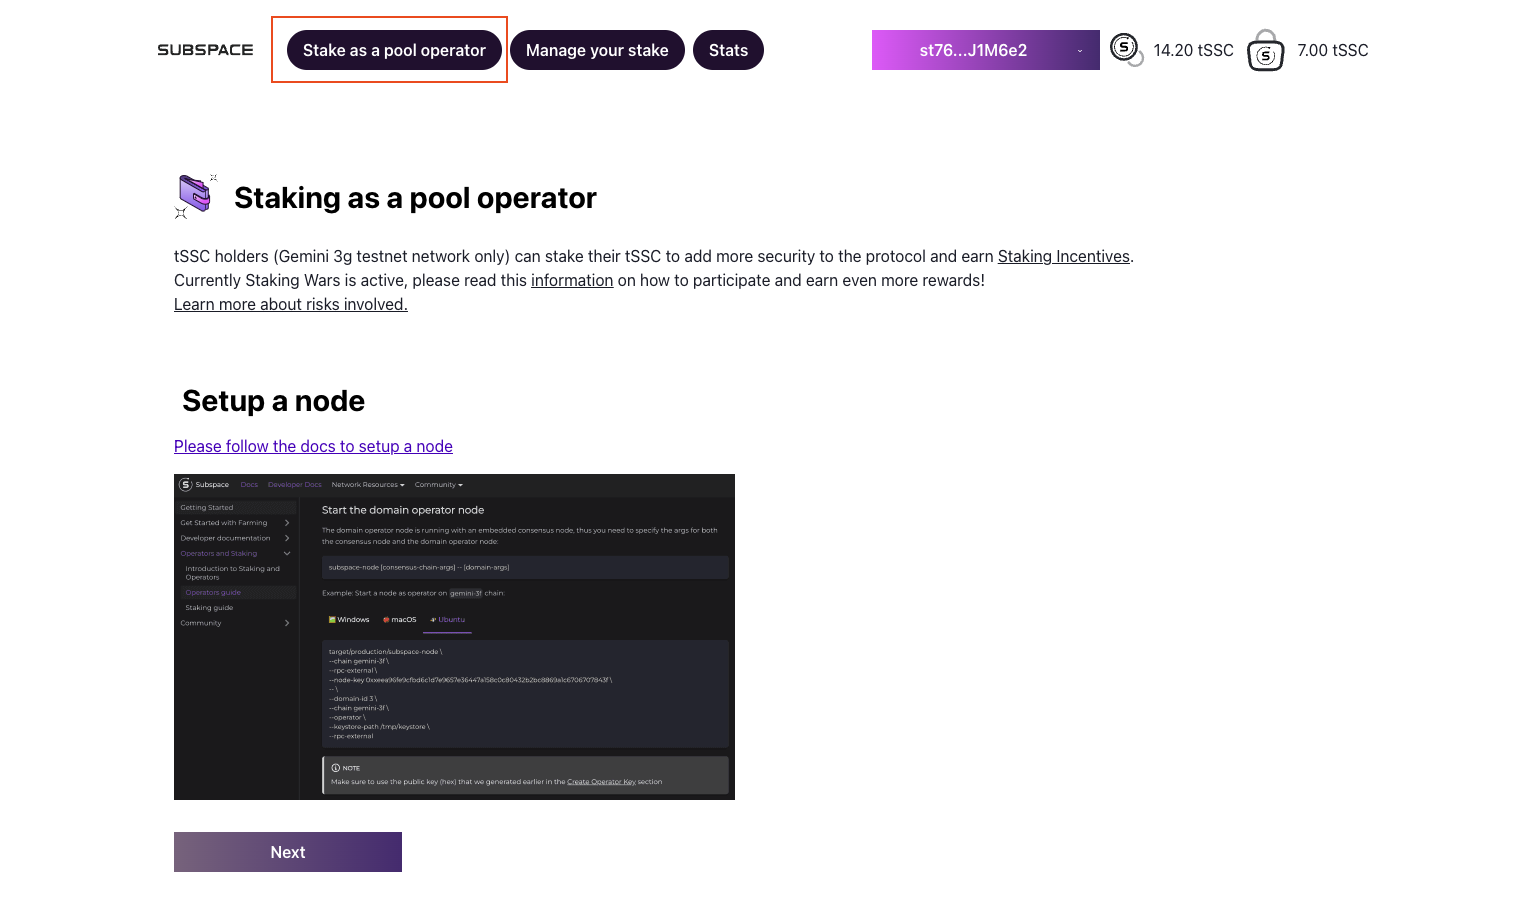 SUBSPACE
Stake as a pool operator
Manage your stake
Stats
st76...J1M6e2
14.20 tSSC
7.00 tSSC
Staking as a pool operator
tSSC holders (Gemini 3g testnet network only) can stake their tSSC to add more security to the protocol and earn Staking Incentives.
Currently Staking Wars is active, please read this information on how to participate and earn even more rewards!
Learn more about risks involved.
Setup a node
Please follow the docs to setup a node
Subspace Docs Developer Docs Network Resources Community
Getting Started
Get Started with Farming
Developer documentation
Operators and Staking
Introduction to Staking and
Operators
Operators guide
Staking guide
Community
Start the domain operator node
The domain operator node is running with an embedded consensus node, thus you need to specify the args for both
the consensus node and the domain operator node:
subspace-node [consensus-chain-args] -- [domain-args]
Example: Start a node as operator on gemini-3f chain:
Windows macOS Ubuntu
target/production/subspace-node \
--chain gemini-3f \
--rpc-external \
-- \
--domain-id 3 \
--chain gemini-3f \
--operator \
--keystore-path /tmp/keystore \
--rpc-external
NOTE
Make sure to use the public key (hex) that we generated earlier in the Create Operator Key section
Next